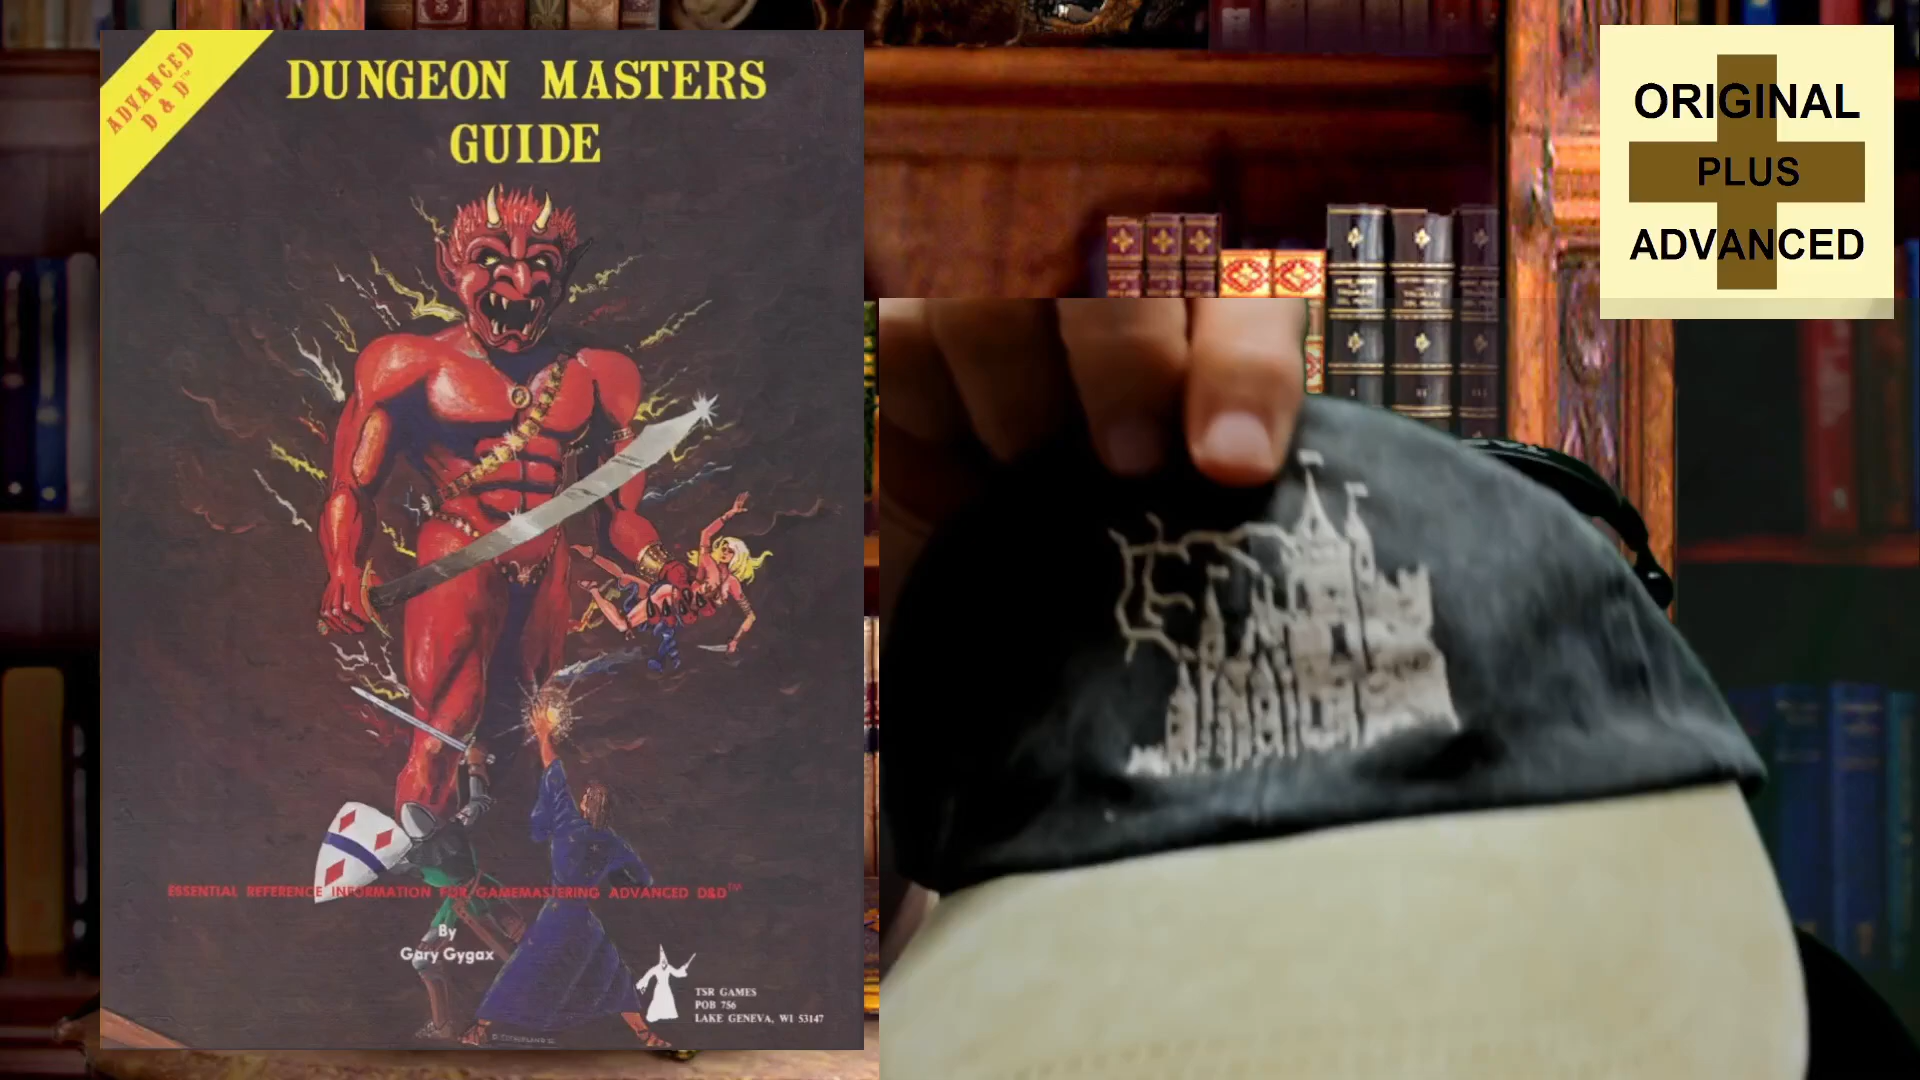 ADVANCED
D & D™
DUNGEON MASTERS
GUIDE
ESSENTIAL REFERENCE INFORMATION FOR GAMEMASTERING ADVANCED D&D™
By
Gary Gygax
TSR GAMES
POB 756
LAKE GENEVA, WI 53147
ORIGINAL
PLUS
ADVANCED